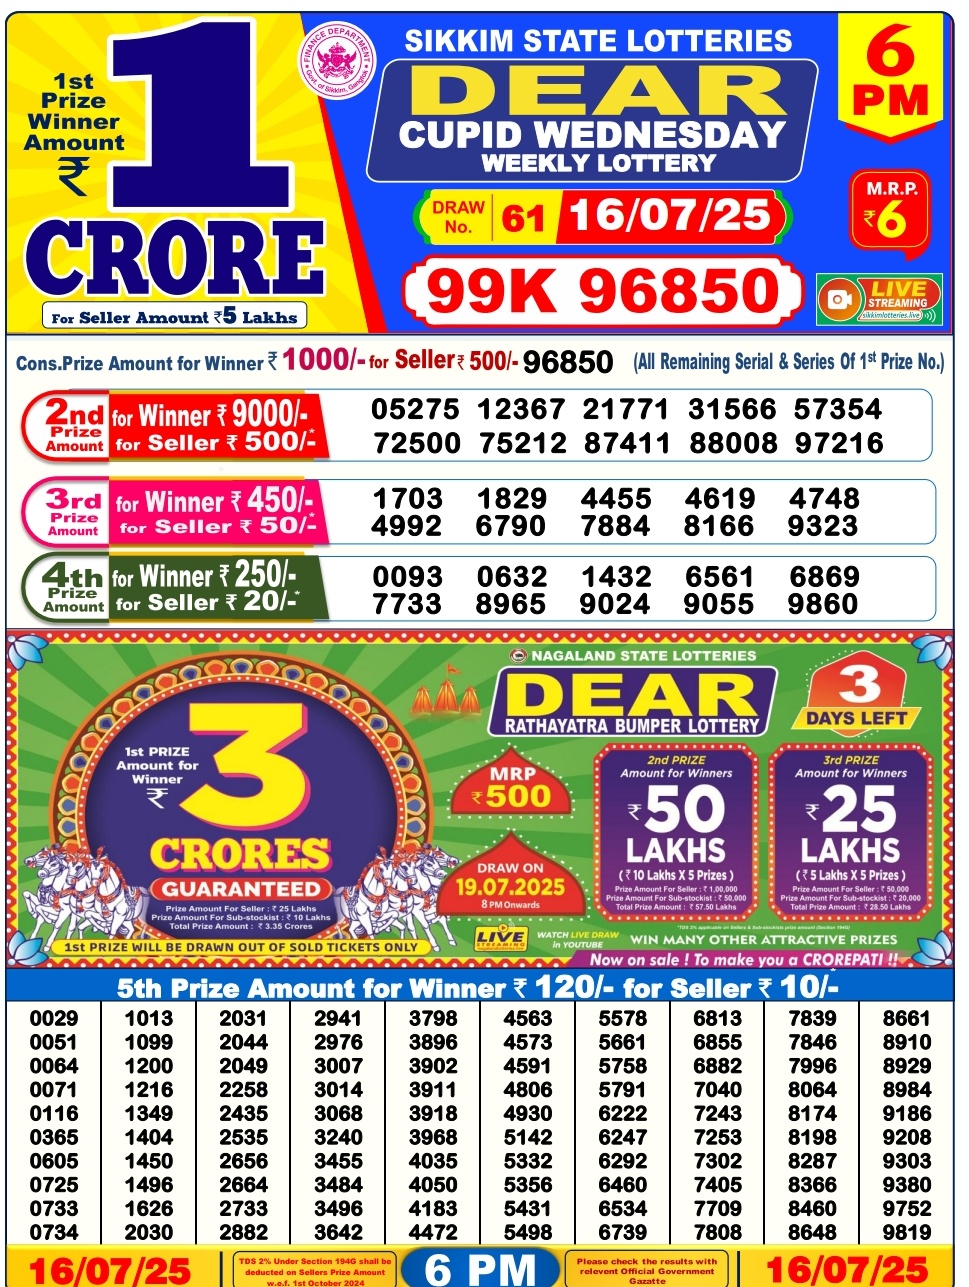 1st
Prize
Winner
Amount
₹
1
CRORE
For Seller Amount ₹5 Lakhs
FINANCE DEPARTMENT
Govt. of Sikkim, Gangtok
SIKKIM STATE LOTTERIES
DEAR
CUPID WEDNESDAY
WEEKLY LOTTERY
6
PM
DRAW No. 61 16/07/25
M.R.P.
₹6
99K 96850
LIVE
STREAMING
sikkimlotteries.live
Cons.Prize Amount for Winner ₹ 1000/- for Seller ₹ 500/- 96850 (All Remaining Serial & Series Of 1st Prize No.)
2nd Prize Amount for Winner ₹ 9000/-
for Seller ₹ 500/-*
05275 12367 21771 31566 57354
72500 75212 87411 88008 97216
3rd Prize Amount for Winner ₹ 450/-
for Seller ₹ 50/-*
1703 1829 4455 4619 4748
4992 6790 7884 8166 9323
4th Prize Amount for Winner ₹ 250/-
for Seller ₹ 20/-*
0093 0632 1432 6561 6869
7733 8965 9024 9055 9860
NAGALAND STATE LOTTERIES
DEAR
RATHAYATRA BUMPER LOTTERY
3
DAYS LEFT
1st PRIZE
Amount for
Winner
₹
3
CRORES
GUARANTEED
Prize Amount For Seller : ₹ 25 Lakhs
Prize Amount For Sub-stockist : ₹ 10 Lakhs
Total Prize Amount : ₹ 3.35 Crores
1st PRIZE WILL BE DRAWN OUT OF SOLD TICKETS ONLY
MRP
₹500
DRAW ON
19.07.2025
8 PM Onwards
2nd PRIZE
Amount for Winners
₹50
LAKHS
(₹ 10 Lakhs X 5 Prizes)
Prize Amount For Seller : ₹ 1,00,000
Prize Amount For Sub-stockist : ₹ 50,000
Total Prize Amount : ₹ 57.50 Lakhs
3rd PRIZE
Amount for Winners
₹25
LAKHS
(₹ 5 Lakhs X 5 Prizes)
Prize Amount For Seller : ₹ 50,000
Prize Amount For Sub-stockist : ₹ 20,000
Total Prize Amount : ₹ 28.50 Lakhs
*TDS 2% applicable on Sellers & Sub-stockists prize amount (Section 194G)
LIVE
STREAMING
WATCH LIVE DRAW
in YOUTUBE
WIN MANY OTHER ATTRACTIVE PRIZES
Now on sale ! To make you a CROREPATI !!
5th Prize Amount for Winner ₹ 120/- for Seller ₹ 10/-*
0029 1013 2031 2941 3798 4563 5578 6813 7839 8661
0051 1099 2044 2976 3896 4573 5661 6855 7846 8910
0064 1200 2049 3007 3902 4591 5758 6882 7996 8929
0071 1216 2258 3014 3911 4806 5791 7040 8064 8984
0116 1349 2435 3068 3918 4930 6222 7243 8174 9186
0365 1404 2535 3240 3968 5142 6247 7253 8198 9208
0605 1450 2656 3455 4035 5332 6292 7302 8287 9303
0725 1496 2664 3484 4050 5356 6460 7405 8366 9380
0733 1626 2733 3496 4183 5431 6534 7709 8460 9752
0734 2030 2882 3642 4472 5498 6739 7808 8648 9819
16/07/25
TDS 2% Under Section 194G shall be
deducted on Sellers Prize Amount
w.e.f. 1st October 2024
6 PM
Please check the results with
relevent Official Government
Gazatte
16/07/25